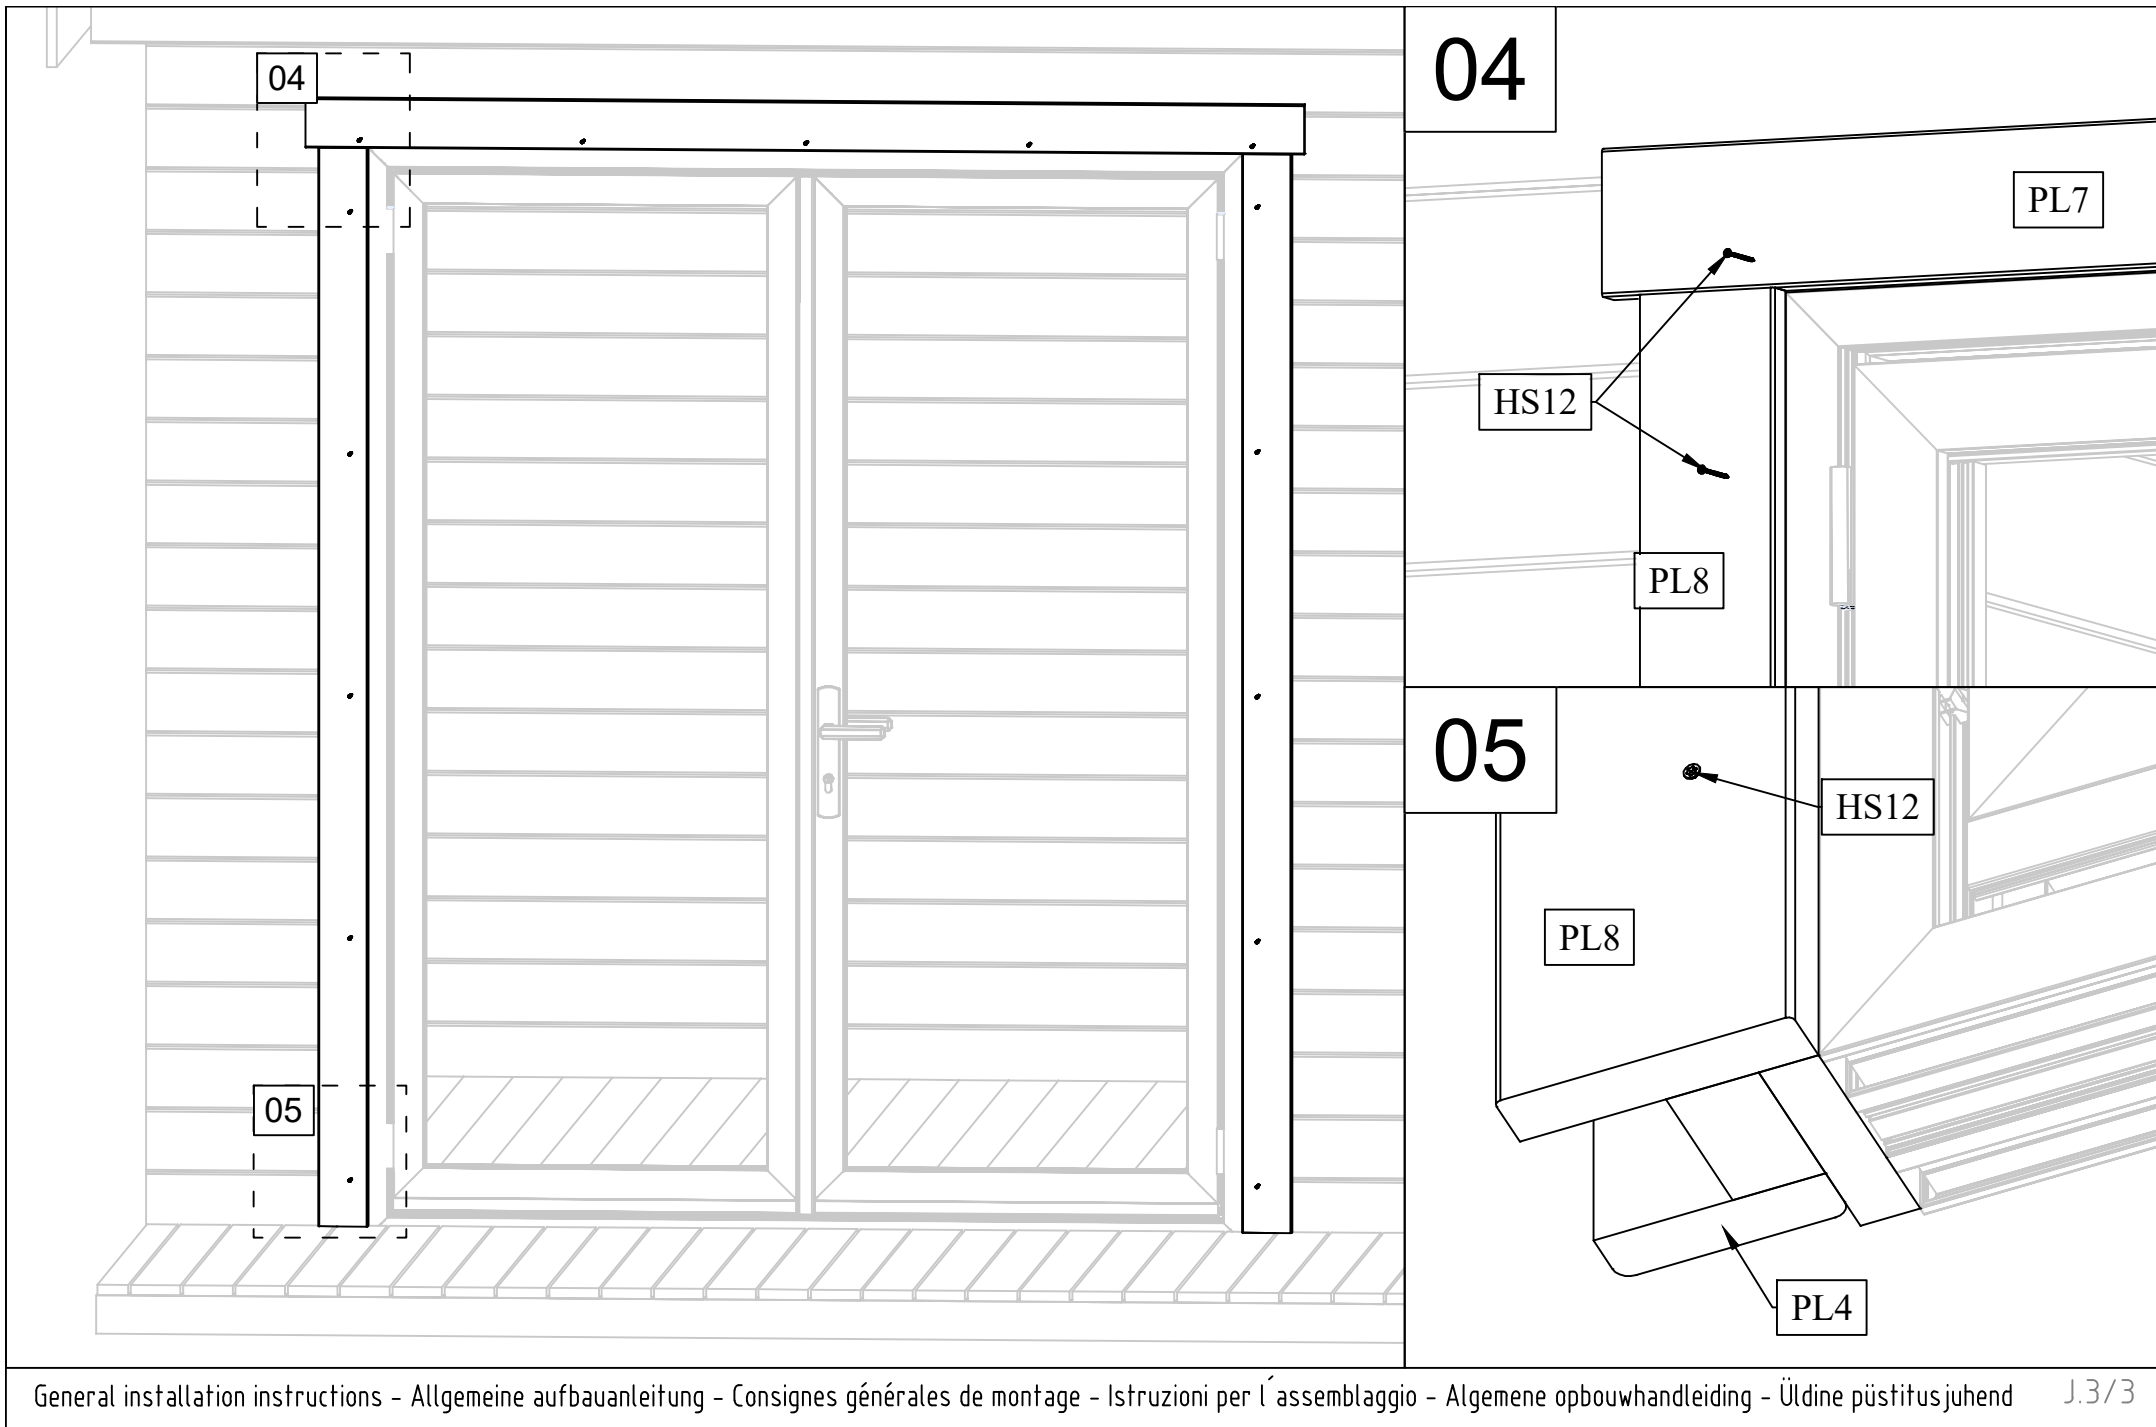 04
05
04
PL7
HS12
PL8
05
HS12
PL8
PL4
General installation instructions - Allgemeine aufbauanleitung - Consignes générales de montage - Istruzioni per l´assemblaggio - Algemene opbouwhandleiding - Üldine püstitusjuhend
J.3/3